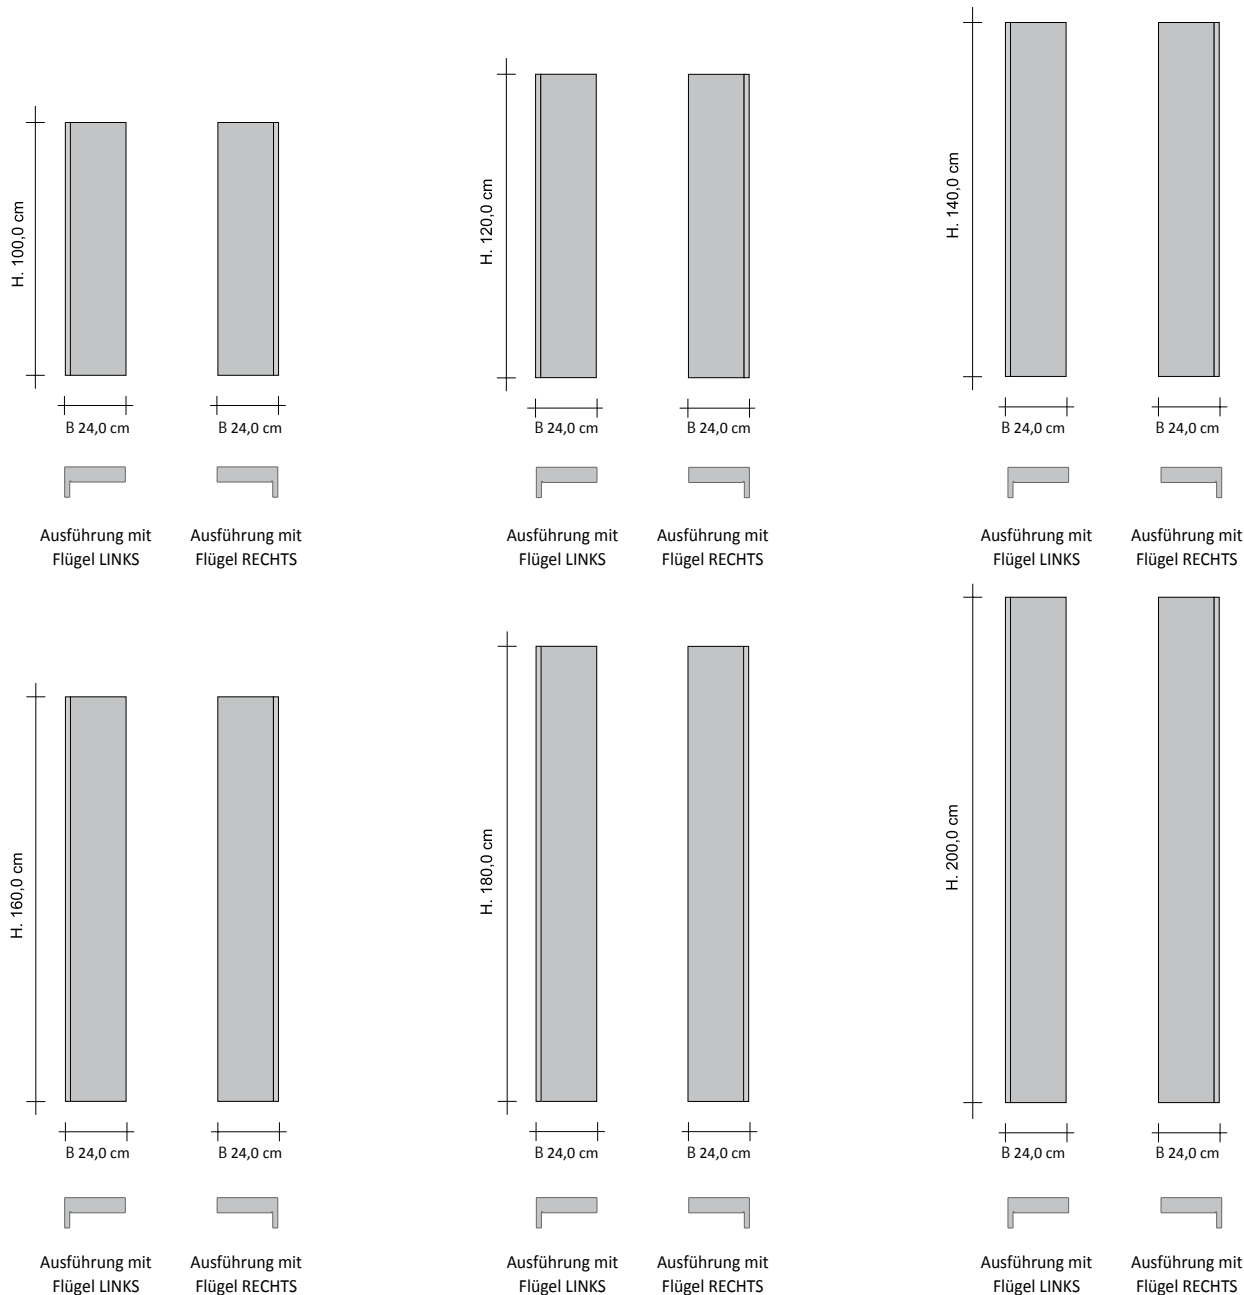 H. 100,0 cm
B 24,0 cm
B 24,0 cm
Ausführung mit
Flügel LINKS
Ausführung mit
Flügel RECHTS
H. 120,0 cm
B 24,0 cm
B 24,0 cm
Ausführung mit
Flügel LINKS
Ausführung mit
Flügel RECHTS
H. 140,0 cm
B 24,0 cm
B 24,0 cm
Ausführung mit
Flügel LINKS
Ausführung mit
Flügel RECHTS
H. 160,0 cm
B 24,0 cm
B 24,0 cm
Ausführung mit
Flügel LINKS
Ausführung mit
Flügel RECHTS
H. 180,0 cm
B 24,0 cm
B 24,0 cm
Ausführung mit
Flügel LINKS
Ausführung mit
Flügel RECHTS
H. 200,0 cm
B 24,0 cm
B 24,0 cm
Ausführung mit
Flügel LINKS
Ausführung mit
Flügel RECHTS